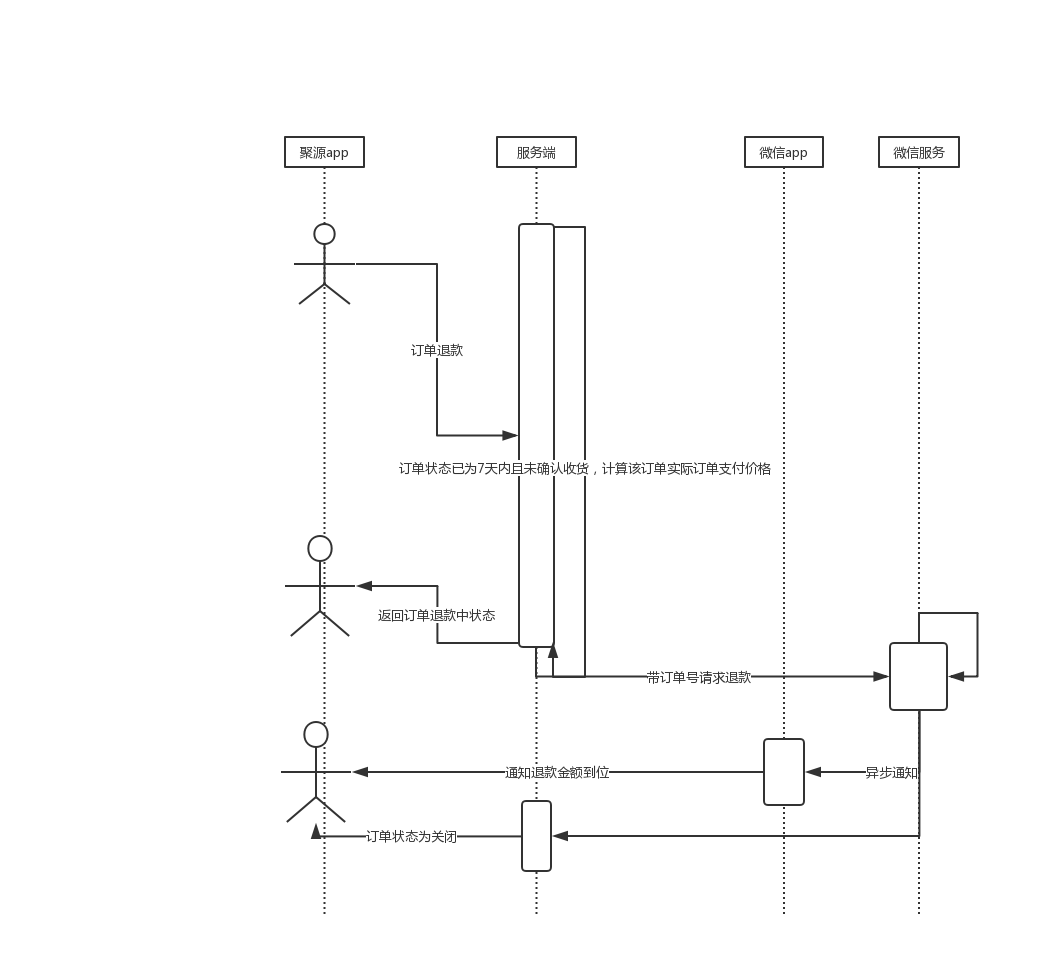 聚源app
服务端
微信app
微信服务
订单退款
订单状态已为7天内且未确认收货，计算该订单实际订单支付价格
返回订单退款中状态
带订单号请求退款
通知退款金额到位
异步通知
订单状态为关闭